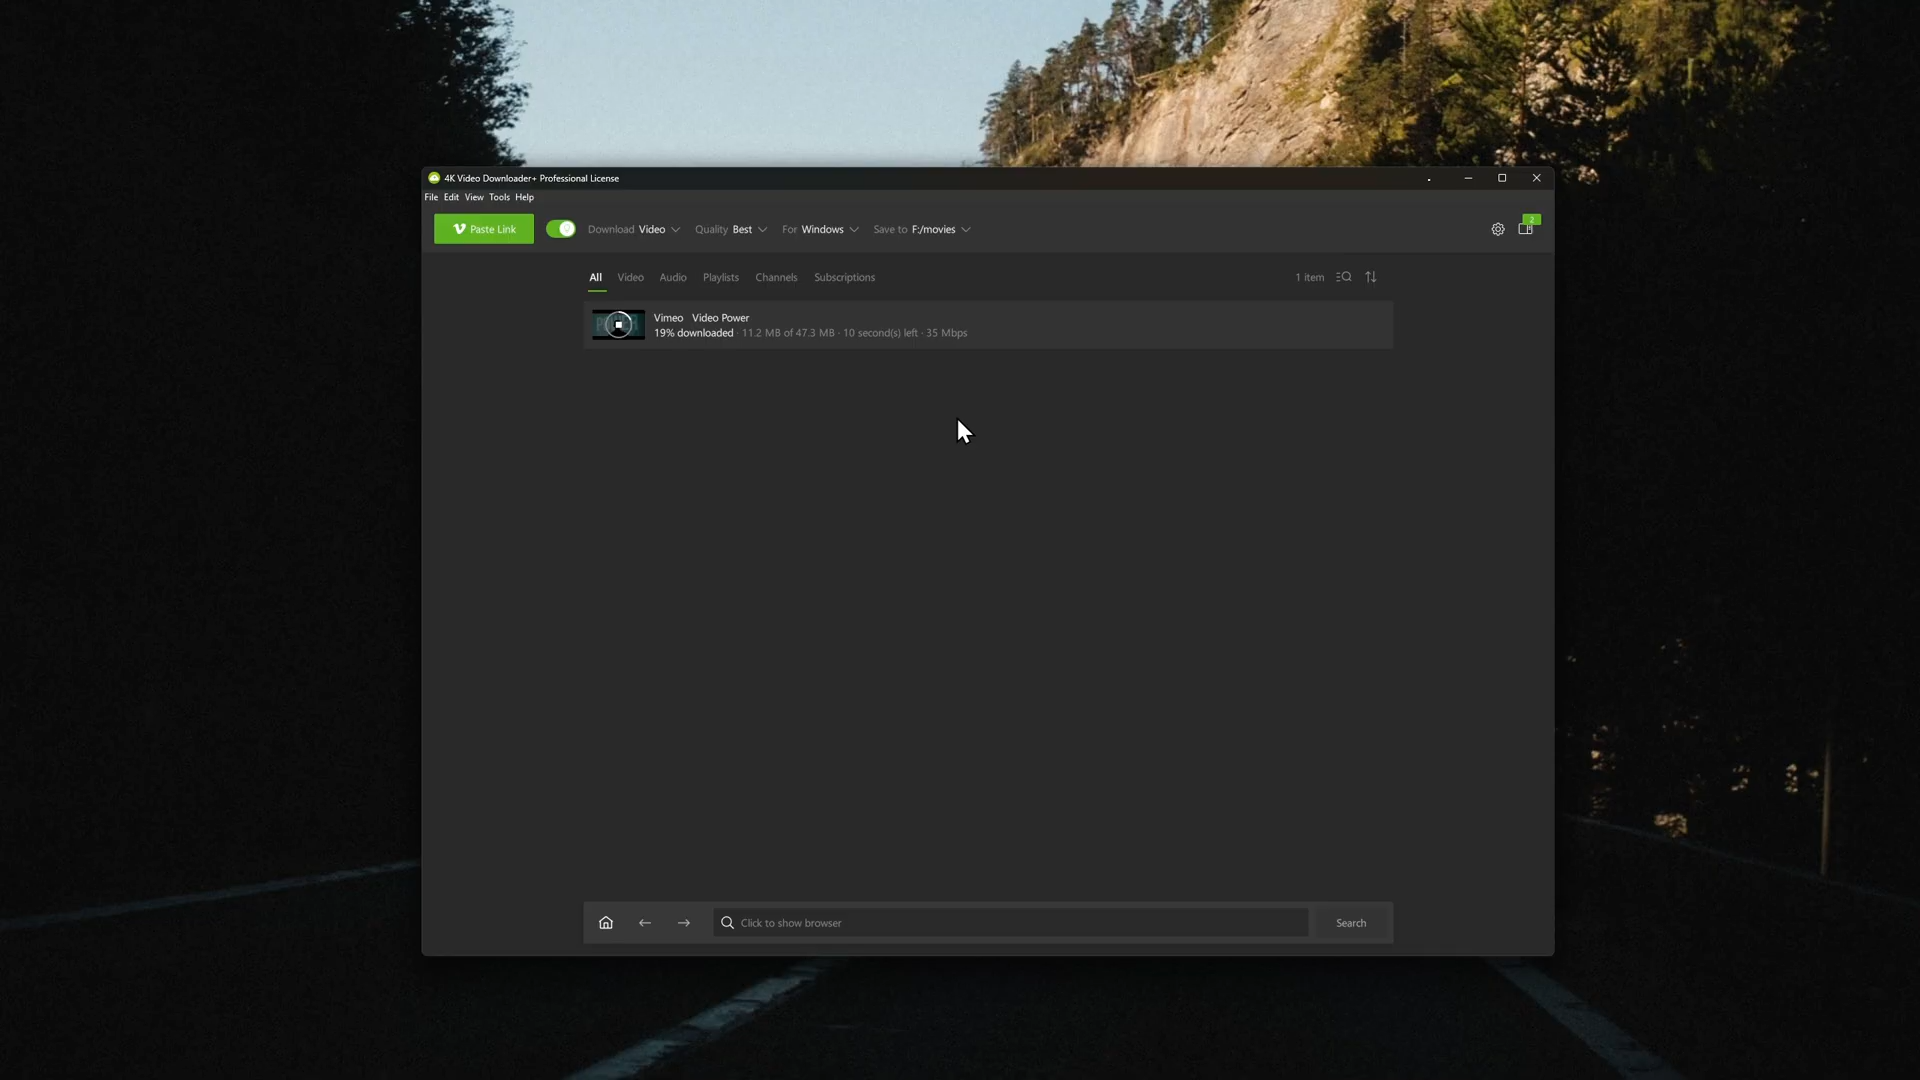 4K Video Downloader+ Professional License
File Edit View Tools Help
Paste Link Download Video Quality Best For Windows Save to F:/movies 2
All Video Audio Playlists Channels Subscriptions 1 item
Vimeo Video Power
19% downloaded · 11.2 MB of 47.3 MB · 10 second(s) left · 35 Mbps
Click to show browser Search